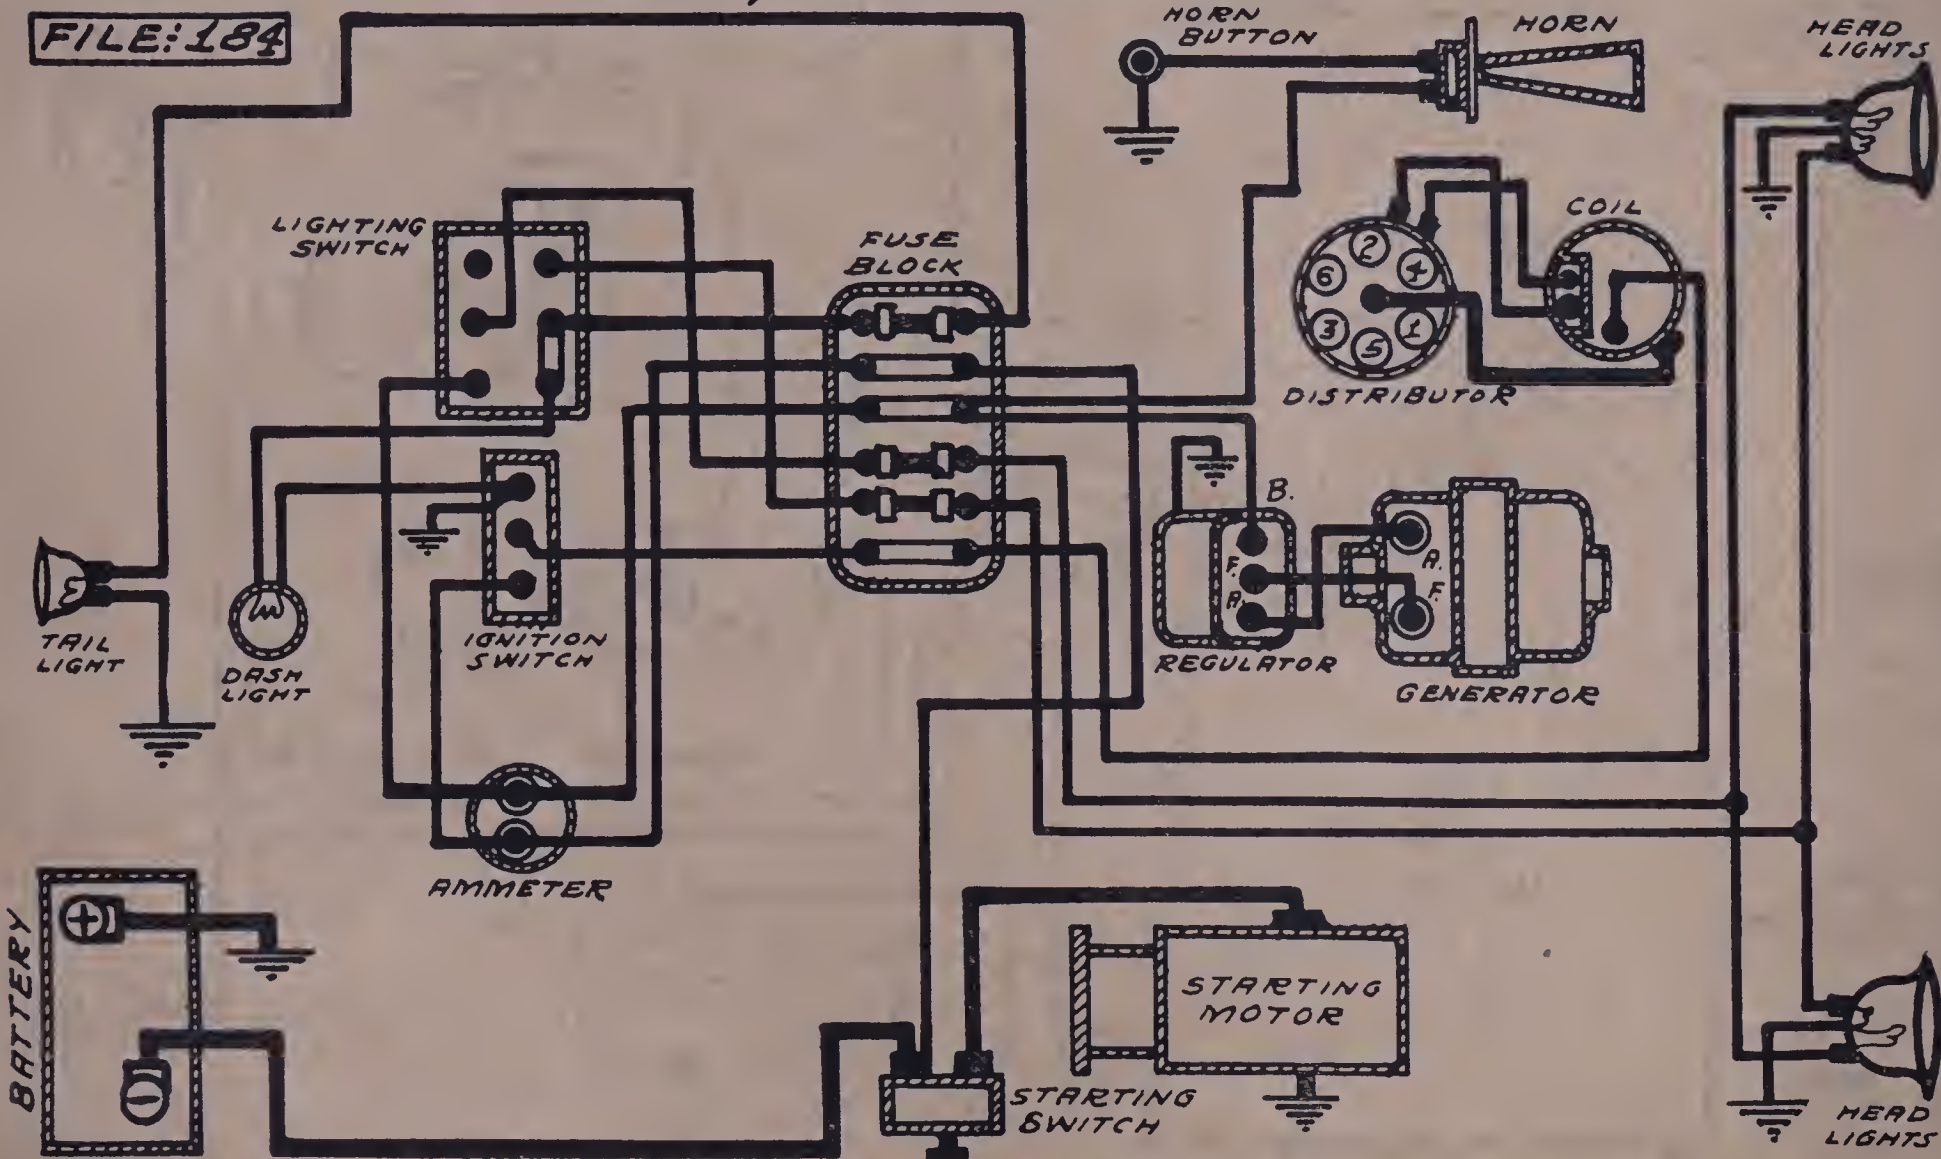 FILE:184
HORN
BUTTON
HORN
HEAD
LIGHTS
LIGHTING
SWITCH
FUSE
BLOCK
COIL
2
6
4
3
1
5
DISTRIBUTOR
B.
F.
A.
A.
F.
REGULATOR
GENERATOR
IGNITION
SWITCH
TAIL
LIGHT
DASH
LIGHT
AMMETER
BATTERY
+
-
STARTING
MOTOR
STARTING
SWITCH
HEAD
LIGHTS